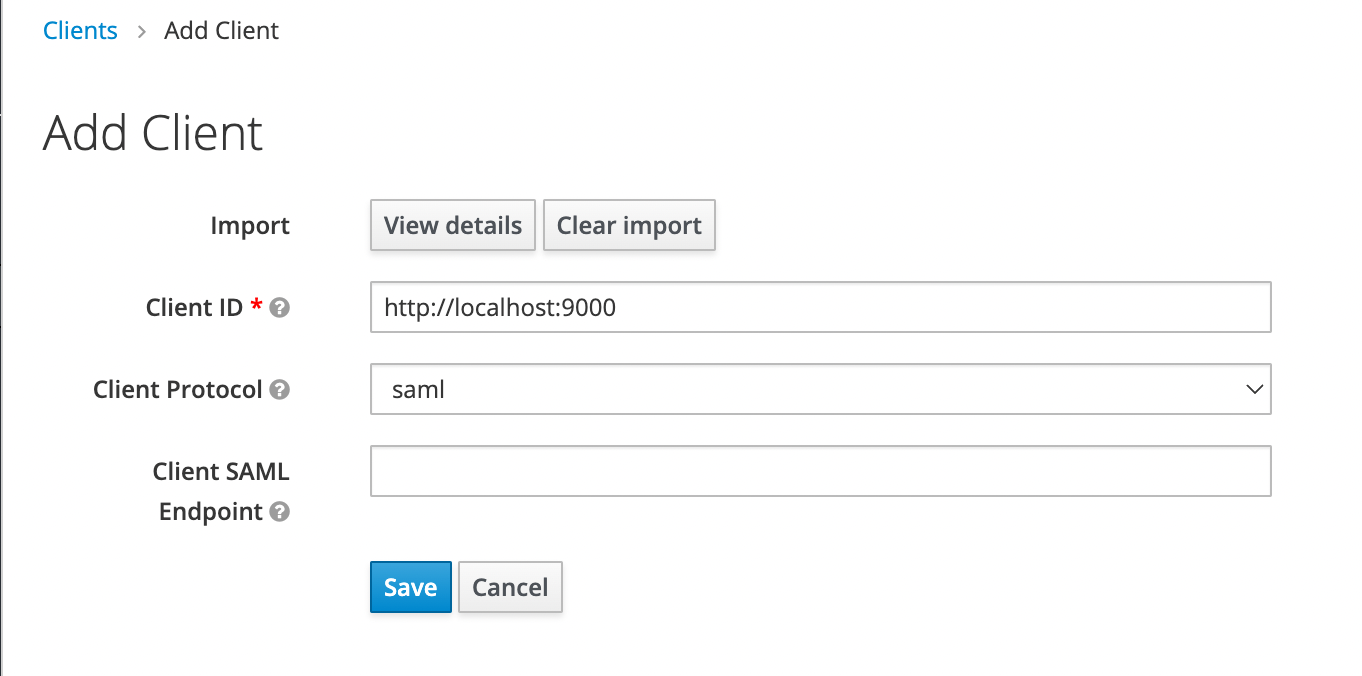 Clients > Add Client
Add Client
Import View details Clear import
Client ID * ? http://localhost:9000
Client Protocol ? saml
Client SAML
Endpoint ?
Save Cancel